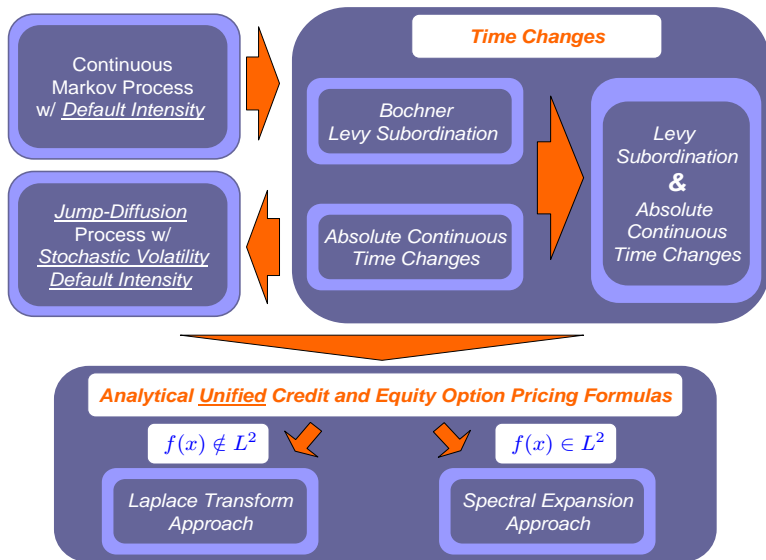 Continuous
Markov Process
w/ Default Intensity
Time Changes
Bochner
Levy Subordination
Levy
Subordination
&
Absolute
Continuous
Time Changes
Jump-Diffusion
Process w/
Stochastic Volatility
Default Intensity
Absolute Continuous
Time Changes
Analytical Unified Credit and Equity Option Pricing Formulas
f(x) ∉ L²
f(x) ∈ L²
Laplace Transform
Approach
Spectral Expansion
Approach